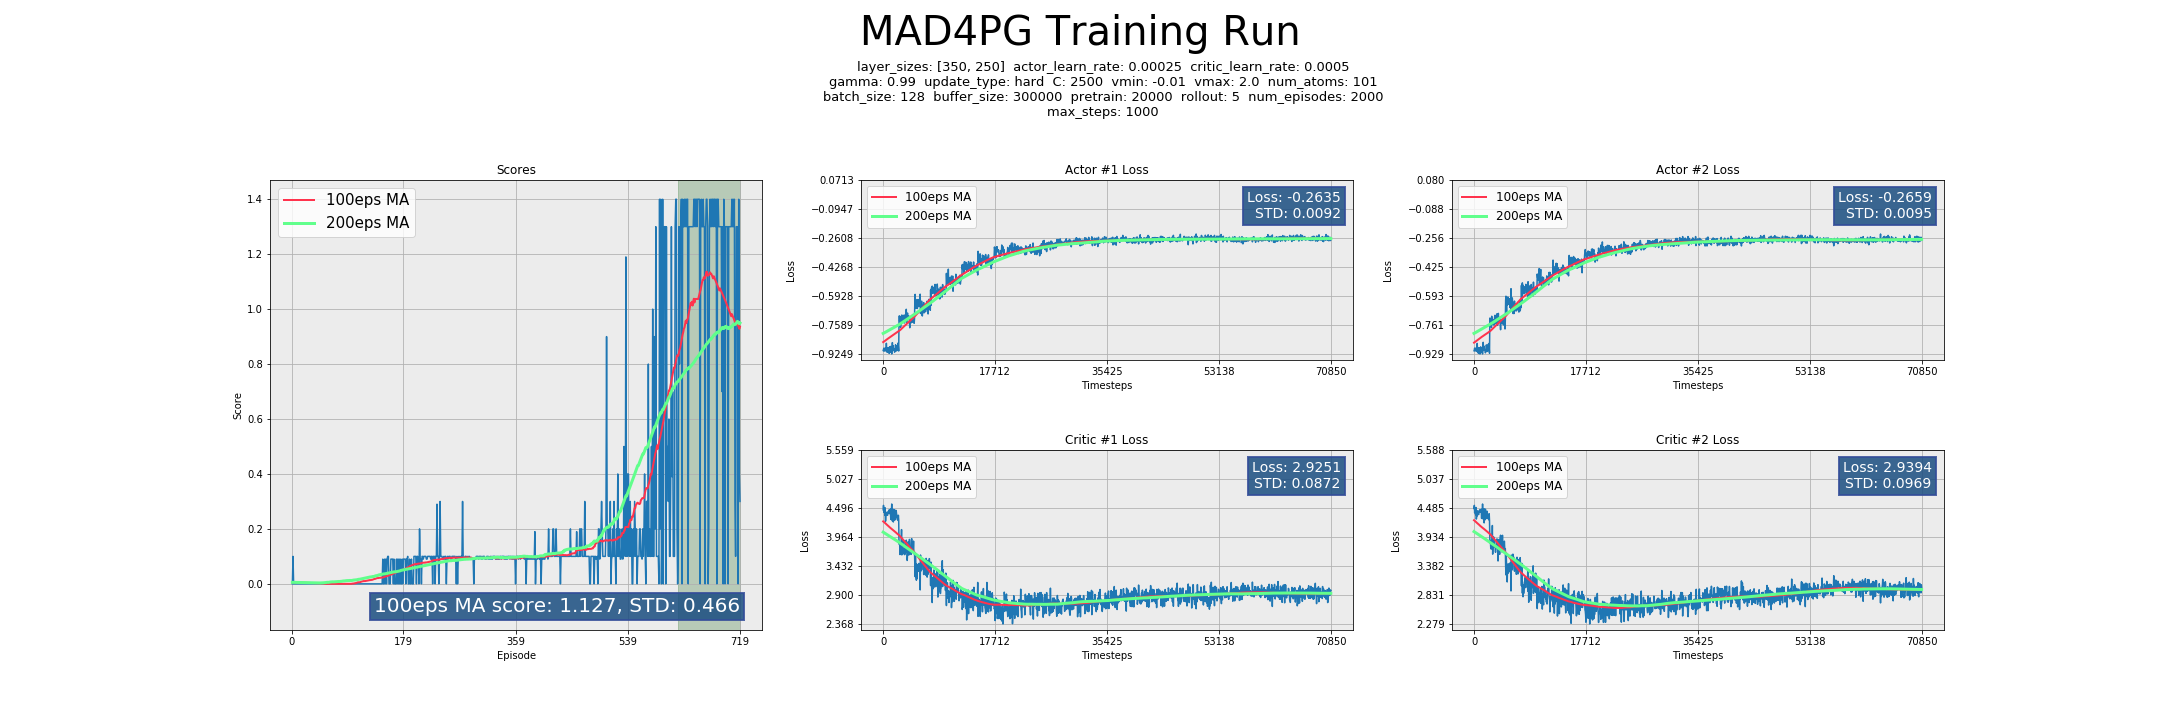 MAD4PG Training Run
layer_sizes: [350, 250]  actor_learn_rate: 0.00025  critic_learn_rate: 0.0005
gamma: 0.99  update_type: hard  C: 2500  vmin: -0.01  vmax: 2.0  num_atoms: 101
batch_size: 128  buffer_size: 300000  pretrain: 20000  rollout: 5  num_episodes: 2000
max_steps: 1000
Scores
100eps MA
200eps MA
1.4
1.2
1.0
0.8
0.6
0.4
0.2
0.0
Score
100eps MA score: 1.127, STD: 0.466
0 179 359 539 719
Episode
Actor #1 Loss
100eps MA
200eps MA
Loss: -0.2635
STD: 0.0092
0.0713
−0.0947
−0.2608
−0.4268
−0.5928
−0.7589
−0.9249
Loss
0 17712 35425 53138 70850
Timesteps
Actor #2 Loss
100eps MA
200eps MA
Loss: -0.2659
STD: 0.0095
0.080
−0.088
−0.256
−0.425
−0.593
−0.761
−0.929
Loss
0 17712 35425 53138 70850
Timesteps
Critic #1 Loss
100eps MA
200eps MA
Loss: 2.9251
STD: 0.0872
5.559
5.027
4.496
3.964
3.432
2.900
2.368
Loss
0 17712 35425 53138 70850
Timesteps
Critic #2 Loss
100eps MA
200eps MA
Loss: 2.9394
STD: 0.0969
5.588
5.037
4.485
3.934
3.382
2.831
2.279
Loss
0 17712 35425 53138 70850
Timesteps